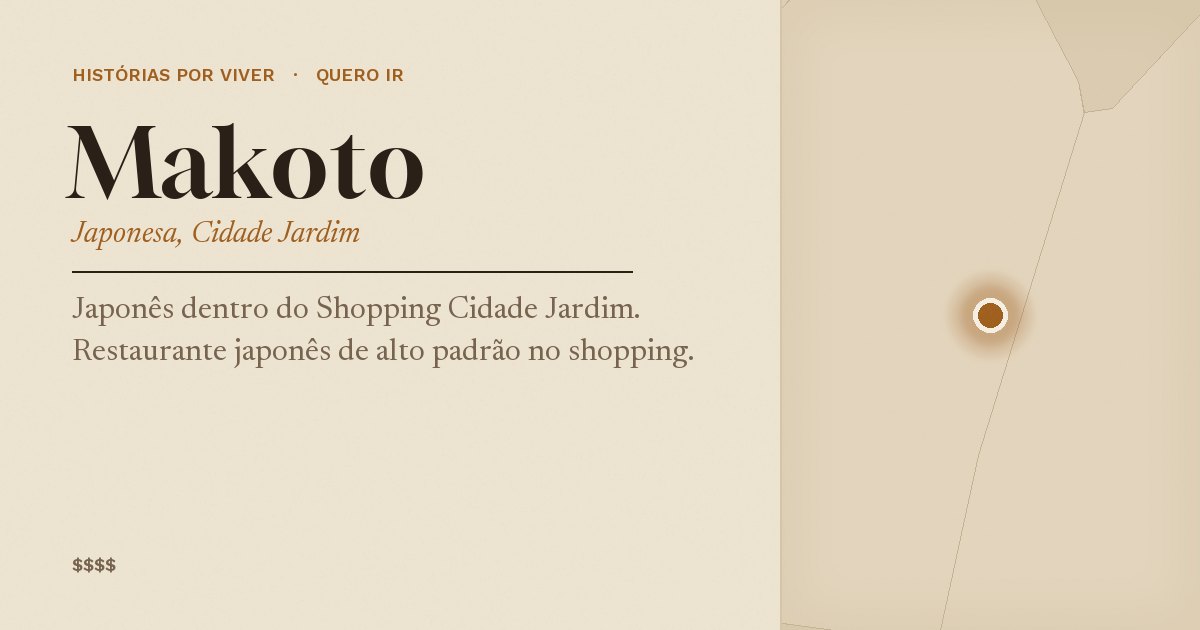 HISTÓRIAS POR VIVER · QUERO IR
Makoto
Japonesa, Cidade Jardim
Japonês dentro do Shopping Cidade Jardim.
Restaurante japonês de alto padrão no shopping.
$$$$